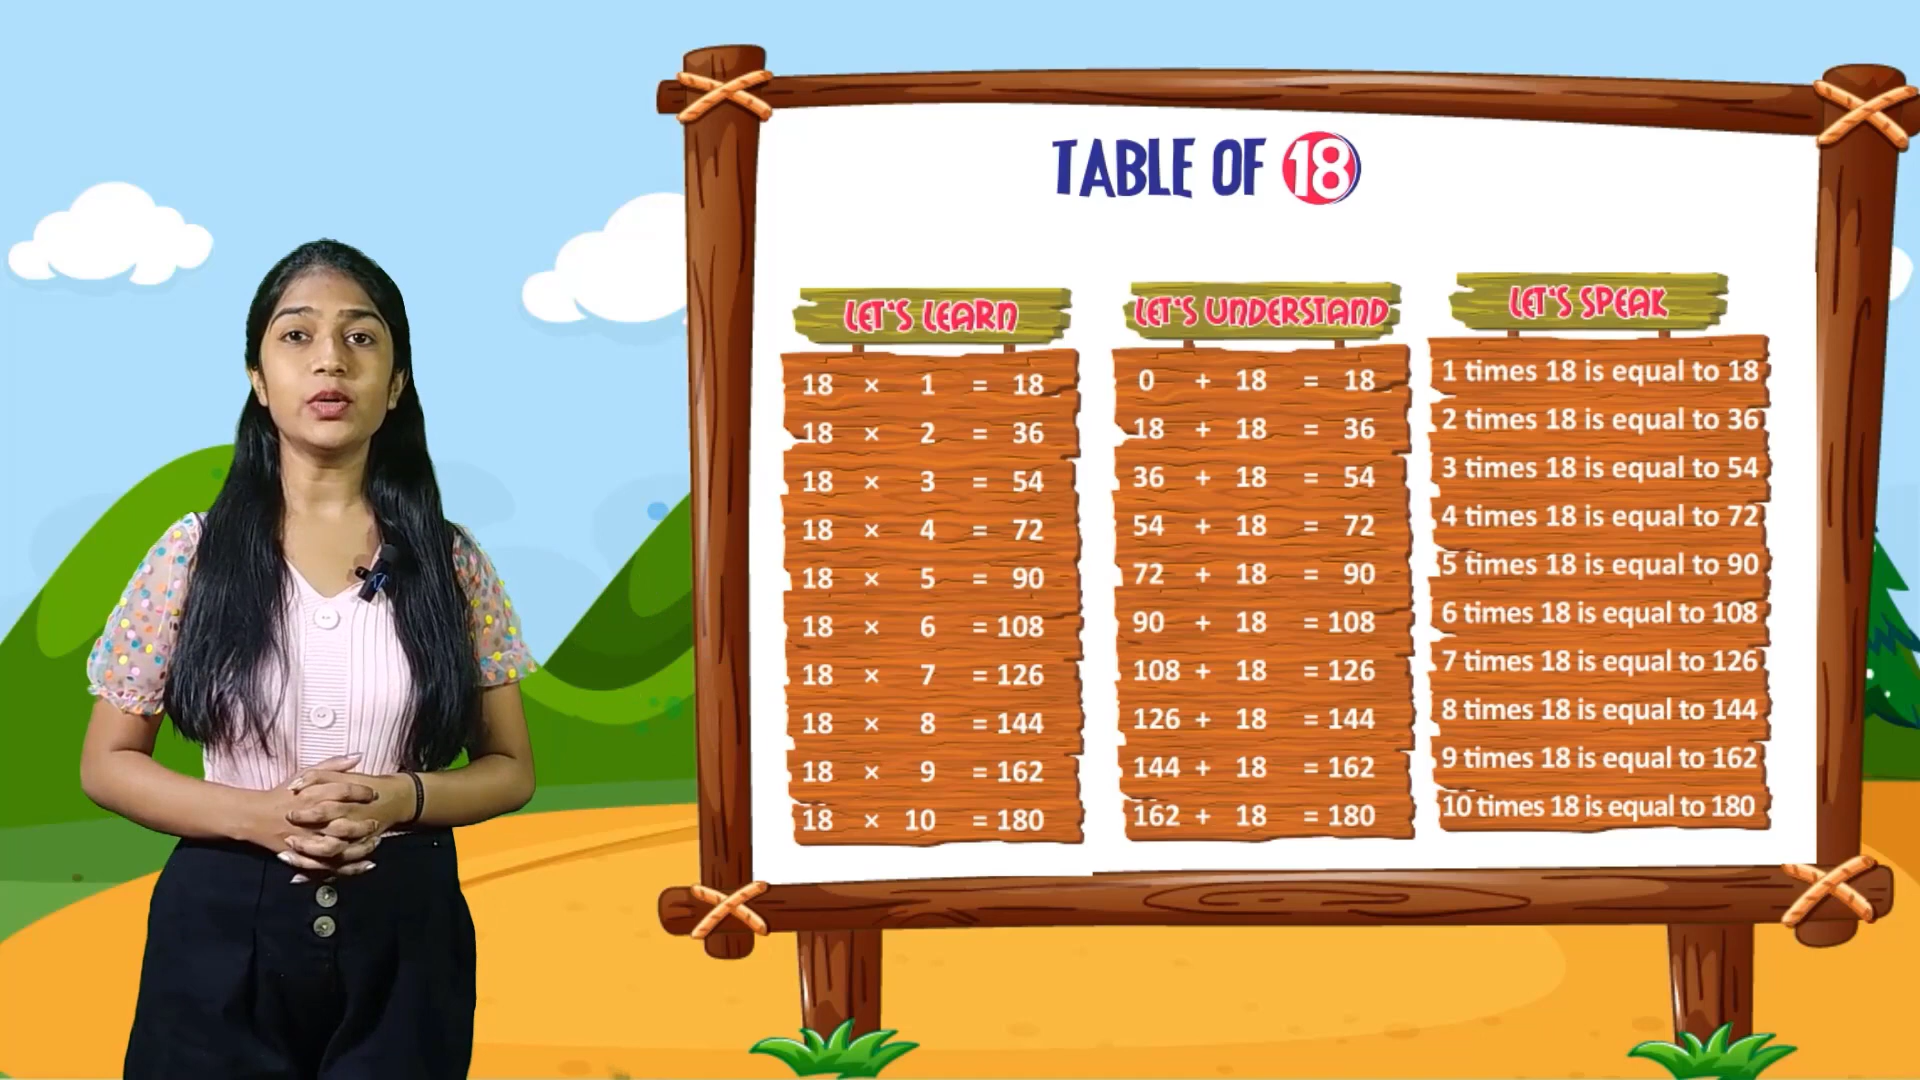 TABLE OF 18
LET'S LEARN
18 × 1 = 18
18 × 2 = 36
18 × 3 = 54
18 × 4 = 72
18 × 5 = 90
18 × 6 = 108
18 × 7 = 126
18 × 8 = 144
18 × 9 = 162
18 × 10 = 180
LET'S UNDERSTAND
0 + 18 = 18
18 + 18 = 36
36 + 18 = 54
54 + 18 = 72
72 + 18 = 90
90 + 18 = 108
108 + 18 = 126
126 + 18 = 144
144 + 18 = 162
162 + 18 = 180
LET'S SPEAK
1 times 18 is equal to 18
2 times 18 is equal to 36
3 times 18 is equal to 54
4 times 18 is equal to 72
5 times 18 is equal to 90
6 times 18 is equal to 108
7 times 18 is equal to 126
8 times 18 is equal to 144
9 times 18 is equal to 162
10 times 18 is equal to 180